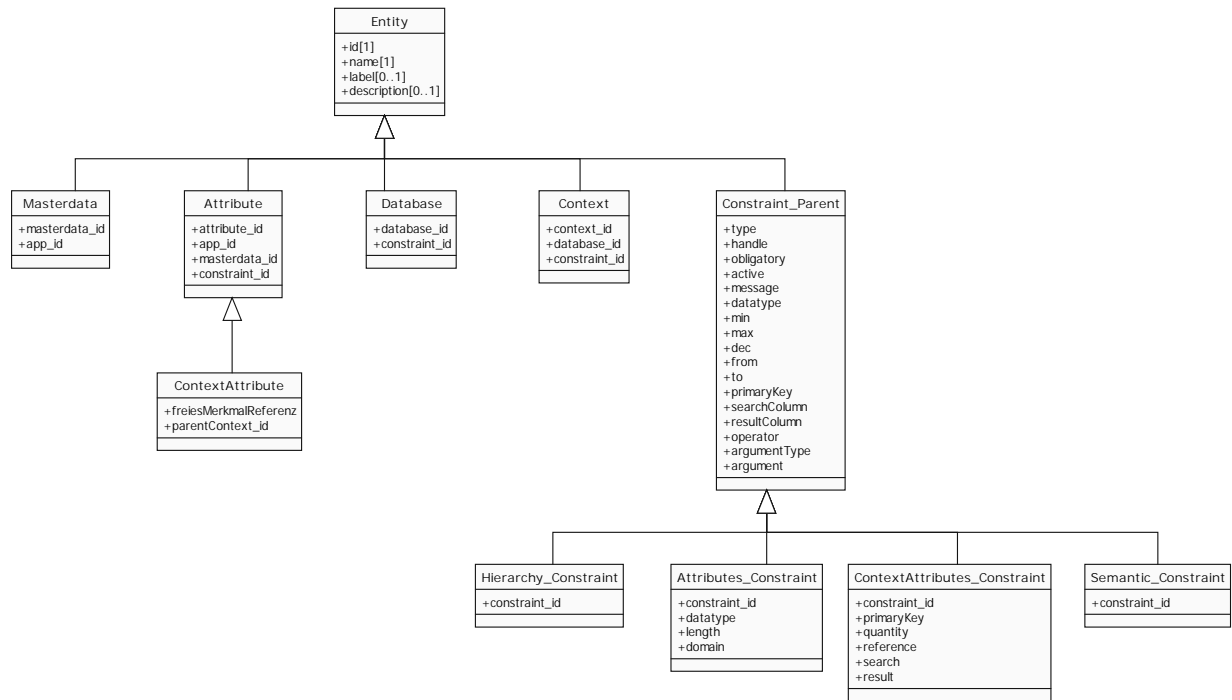 Entity
+id[1]
+name[1]
+label[0..1]
+description[0..1]
Masterdata
+masterdata_id
+app_id
Attribute
+attribute_id
+app_id
+masterdata_id
+constraint_id
Database
+database_id
+constraint_id
Context
+context_id
+database_id
+constraint_id
Constraint_Parent
+type
+handle
+obligatory
+active
+message
+datatype
+min
+max
+dec
+from
+to
+primaryKey
+searchColumn
+resultColumn
+operator
+argumentType
+argument
ContextAttribute
+freiesMerkmalReferenz
+parentContext_id
Hierarchy_Constraint
+constraint_id
Attributes_Constraint
+constraint_id
+datatype
+length
+domain
ContextAttributes_Constraint
+constraint_id
+primaryKey
+quantity
+reference
+search
+result
Semantic_Constraint
+constraint_id